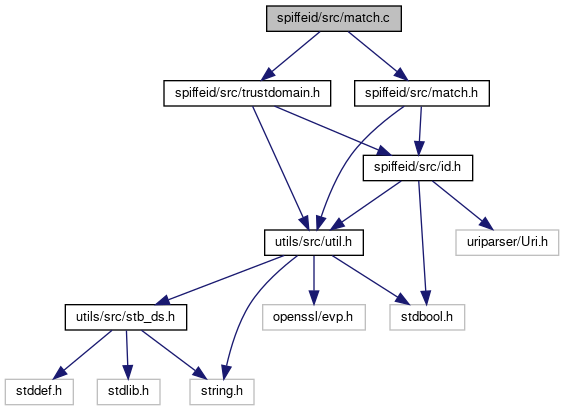 spiffeid/src/match.c
spiffeid/src/trustdomain.h
spiffeid/src/match.h
spiffeid/src/id.h
utils/src/util.h
uriparser/Uri.h
utils/src/stb_ds.h
openssl/evp.h
stdbool.h
stddef.h
stdlib.h
string.h